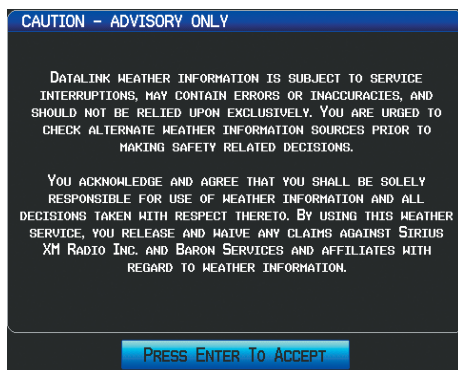 CAUTION – ADVISORY ONLY
DATALINK WEATHER INFORMATION IS SUBJECT TO SERVICE
INTERRUPTIONS, MAY CONTAIN ERRORS OR INACCURACIES, AND
SHOULD NOT BE RELIED UPON EXCLUSIVELY. YOU ARE URGED TO
CHECK ALTERNATE WEATHER INFORMATION SOURCES PRIOR TO
MAKING SAFETY RELATED DECISIONS.
YOU ACKNOWLEDGE AND AGREE THAT YOU SHALL BE SOLELY
RESPONSIBLE FOR USE OF WEATHER INFORMATION AND ALL
DECISIONS TAKEN WITH RESPECT THERETO. BY USING THIS WEATHER
SERVICE, YOU RELEASE AND WAIVE ANY CLAIMS AGAINST SIRIUS
XM RADIO INC. AND BARON SERVICES AND AFFILIATES WITH
REGARD TO WEATHER INFORMATION.
PRESS ENTER TO ACCEPT